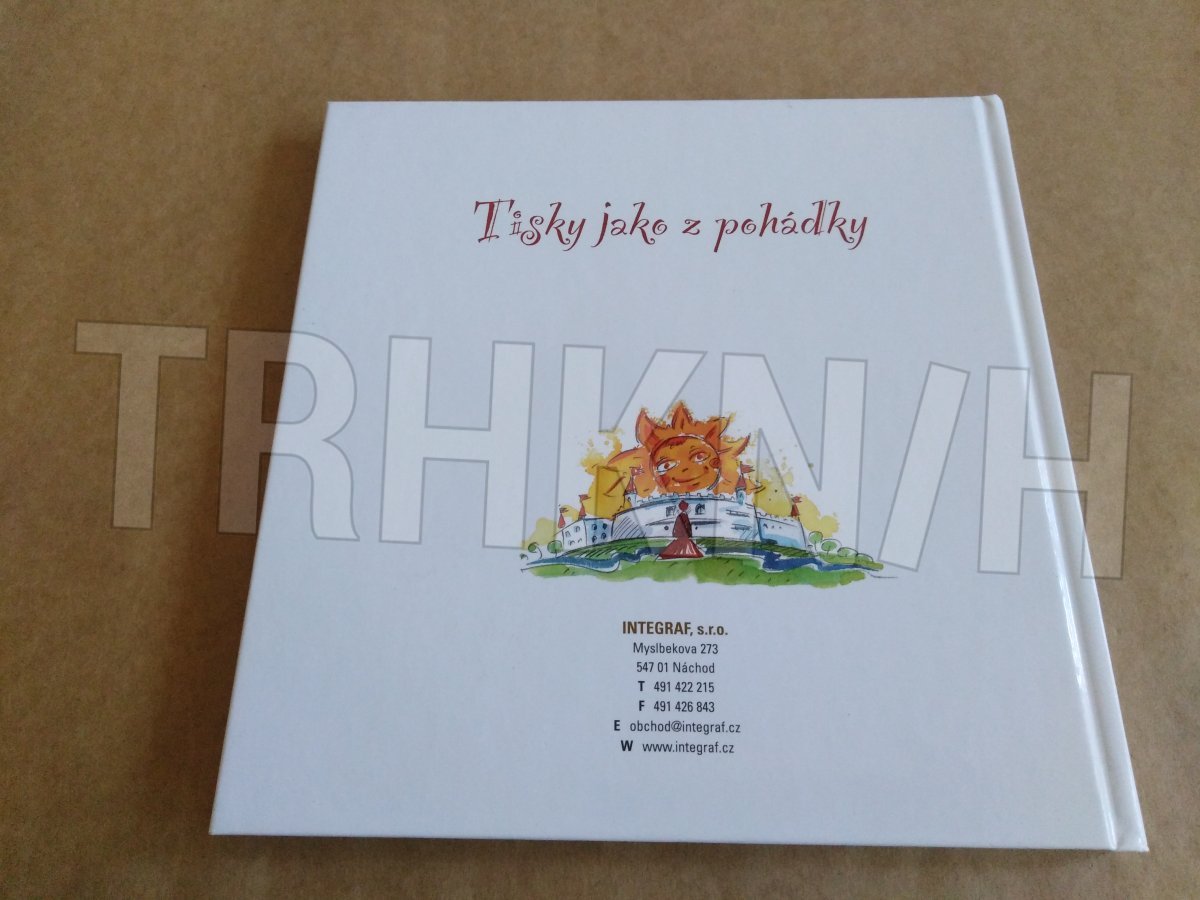 Tisky jako z pohádky
TRHKNIH
INTEGRAF, s.r.o.
Myslbekova 273
547 01 Náchod
T 491 422 215
F 491 426 843
E obchod@integraf.cz
W www.integraf.cz